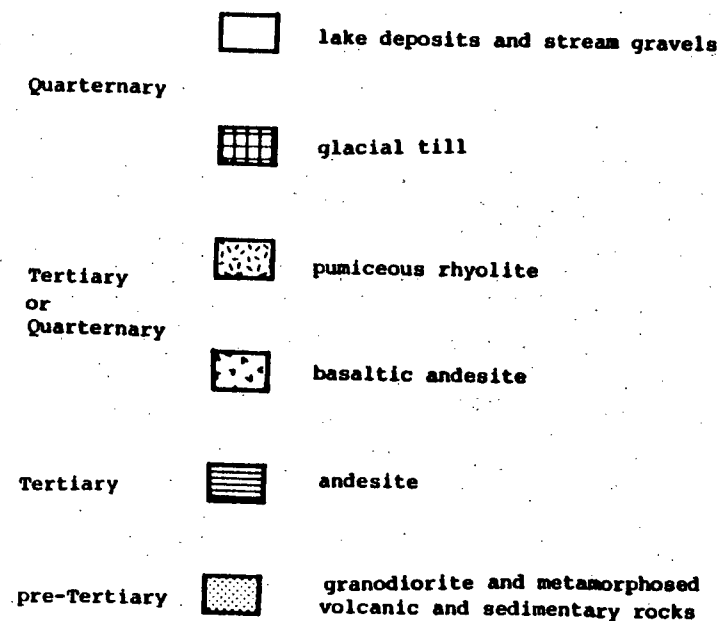 lake deposits and stream gravels
Quarternary
glacial till
pumiceous rhyolite
Tertiary
or
Quarternary
basaltic andesite
Tertiary
andesite
pre-Tertiary
granodiorite and metamorphosed
volcanic and sedimentary rocks